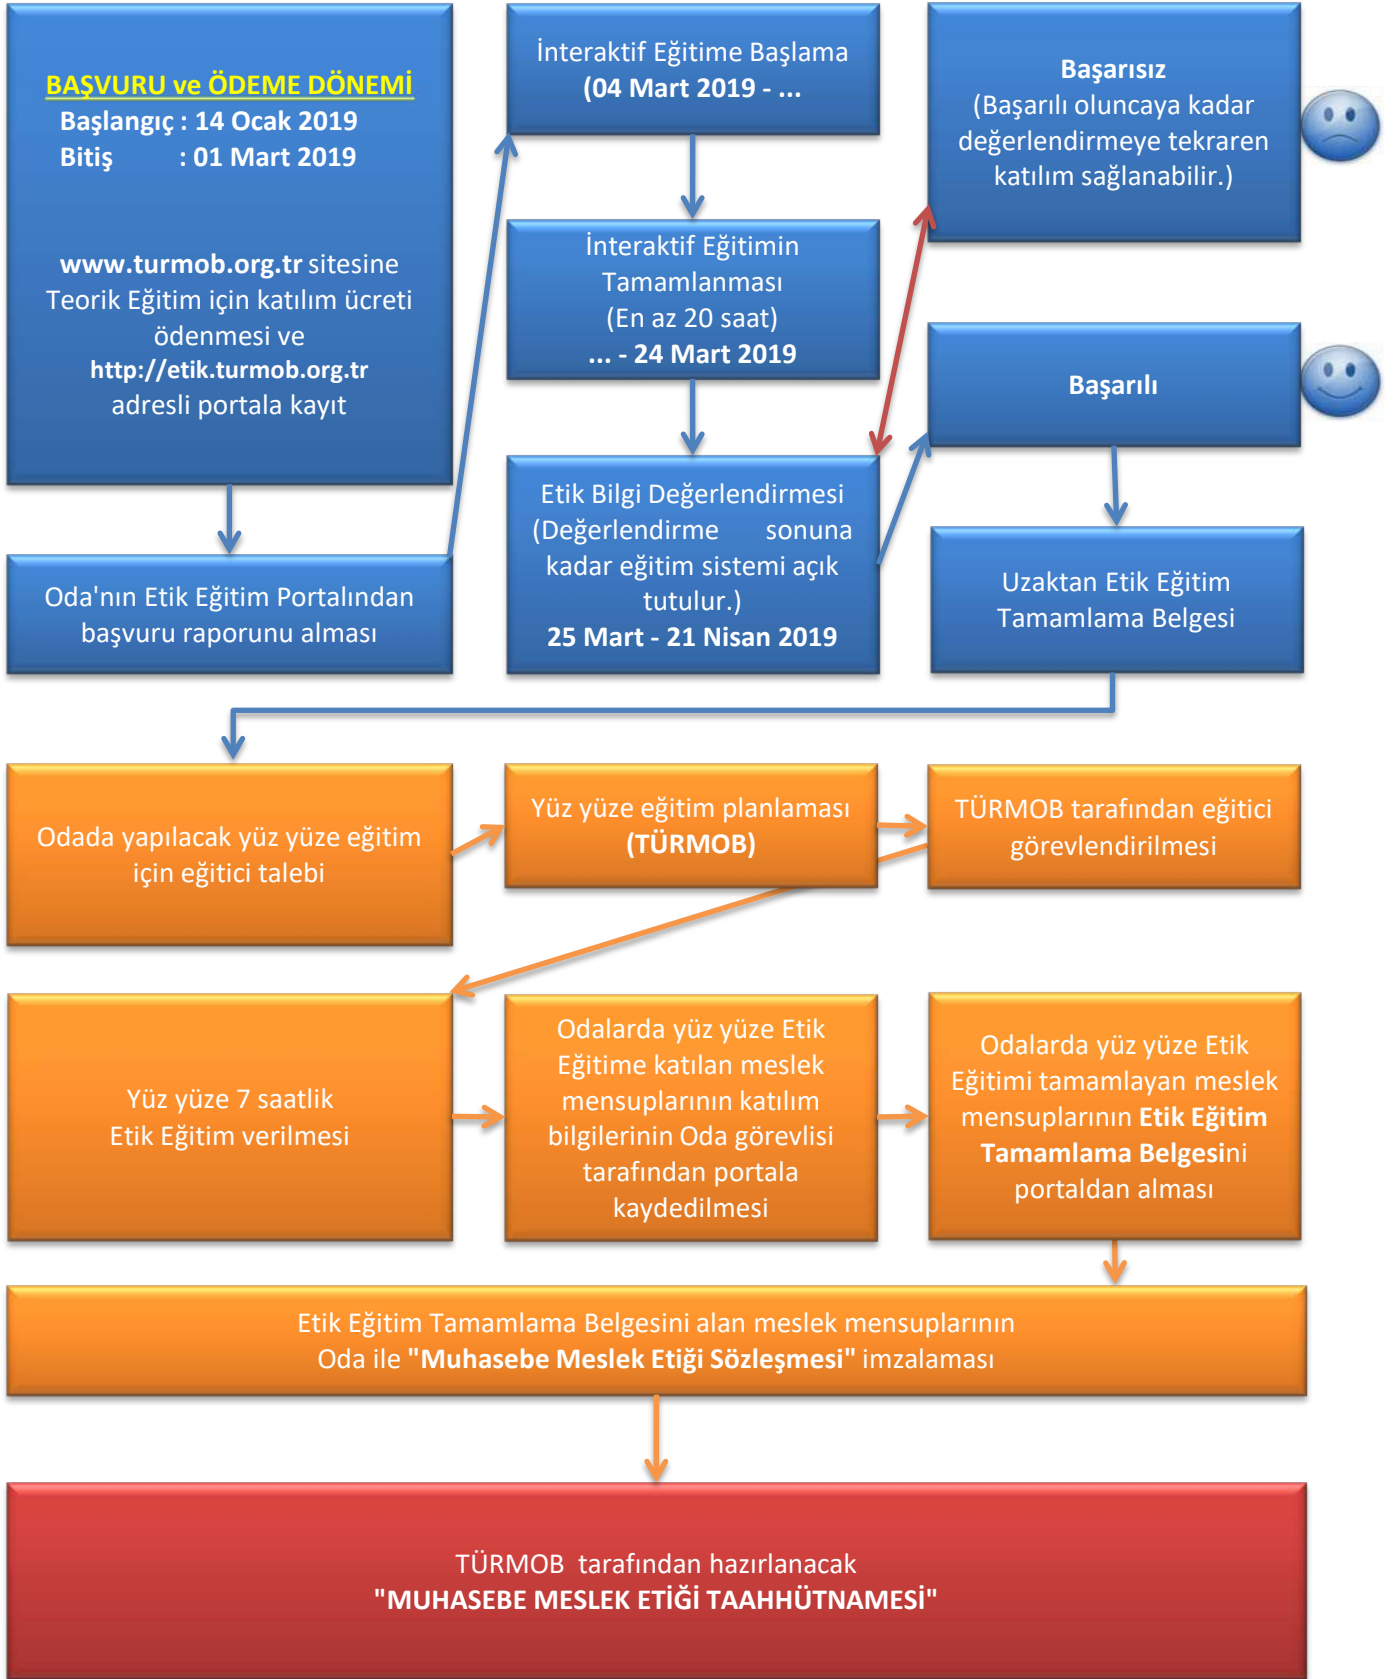 BAŞVURU ve ÖDEME DÖNEMİ
Başlangıç : 14 Ocak 2019
Bitiş : 01 Mart 2019
www.turmob.org.tr sitesine
Teorik Eğitim için katılım ücreti
ödenmesi ve
http://etik.turmob.org.tr
adresli portala kayıt
Oda'nın Etik Eğitim Portalından
başvuru raporunu alması
İnteraktif Eğitime Başlama
(04 Mart 2019 - ...
İnteraktif Eğitimin
Tamamlanması
(En az 20 saat)
... - 24 Mart 2019
Etik Bilgi Değerlendirmesi
(Değerlendirme sonuna
kadar eğitim sistemi açık
tutulur.)
25 Mart - 21 Nisan 2019
Başarısız
(Başarılı oluncaya kadar
değerlendirmeye tekraren
katılım sağlanabilir.)
Başarılı
Uzaktan Etik Eğitim
Tamamlama Belgesi
Odada yapılacak yüz yüze eğitim
için eğitici talebi
Yüz yüze eğitim planlaması
(TÜRMOB)
TÜRMOB tarafından eğitici
görevlendirilmesi
Yüz yüze 7 saatlik
Etik Eğitim verilmesi
Odalarda yüz yüze Etik
Eğitime katılan meslek
mensuplarının katılım
bilgilerinin Oda görevlisi
tarafından portala
kaydedilmesi
Odalarda yüz yüze Etik
Eğitimi tamamlayan meslek
mensuplarının Etik Eğitim
Tamamlama Belgesini
portaldan alması
Etik Eğitim Tamamlama Belgesini alan meslek mensuplarının
Oda ile "Muhasebe Meslek Etiği Sözleşmesi" imzalaması
TÜRMOB tarafından hazırlanacak
"MUHASEBE MESLEK ETİĞİ TAAHHÜTNAMESİ"